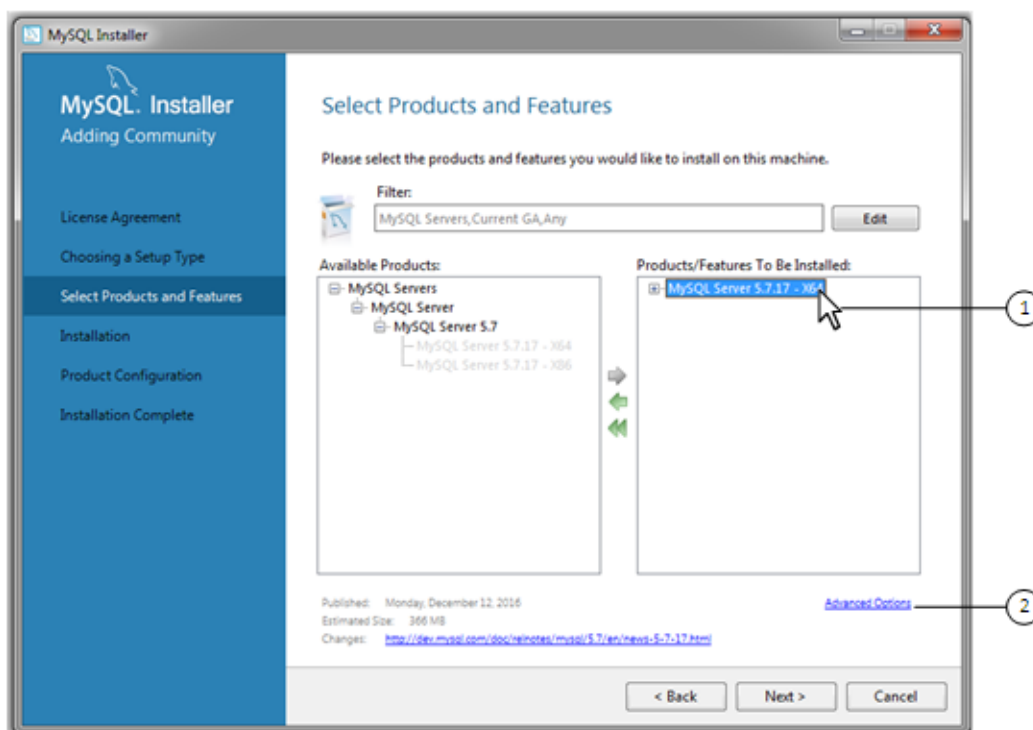 MySQL Installer
MySQL. Installer
Adding Community
License Agreement
Choosing a Setup Type
Select Products and Features
Installation
Product Configuration
Installation Complete
Select Products and Features
Please select the products and features you would like to install on this machine.
Filter:
MySQL Servers,Current GA,Any
Edit
Available Products:
MySQL Servers
MySQL Server
MySQL Server 5.7
MySQL Server 5.7.17 - X64
MySQL Server 5.7.17 - X86
Products/Features To Be Installed:
MySQL Server 5.7.17 - X64
1
Published: Monday, December 12, 2016
Advanced Options
2
Estimated Size: 366 MB
Changes: http://dev.mysql.com/doc/relnotes/mysql/5.7/en/news-5-7-17.html
< Back
Next >
Cancel